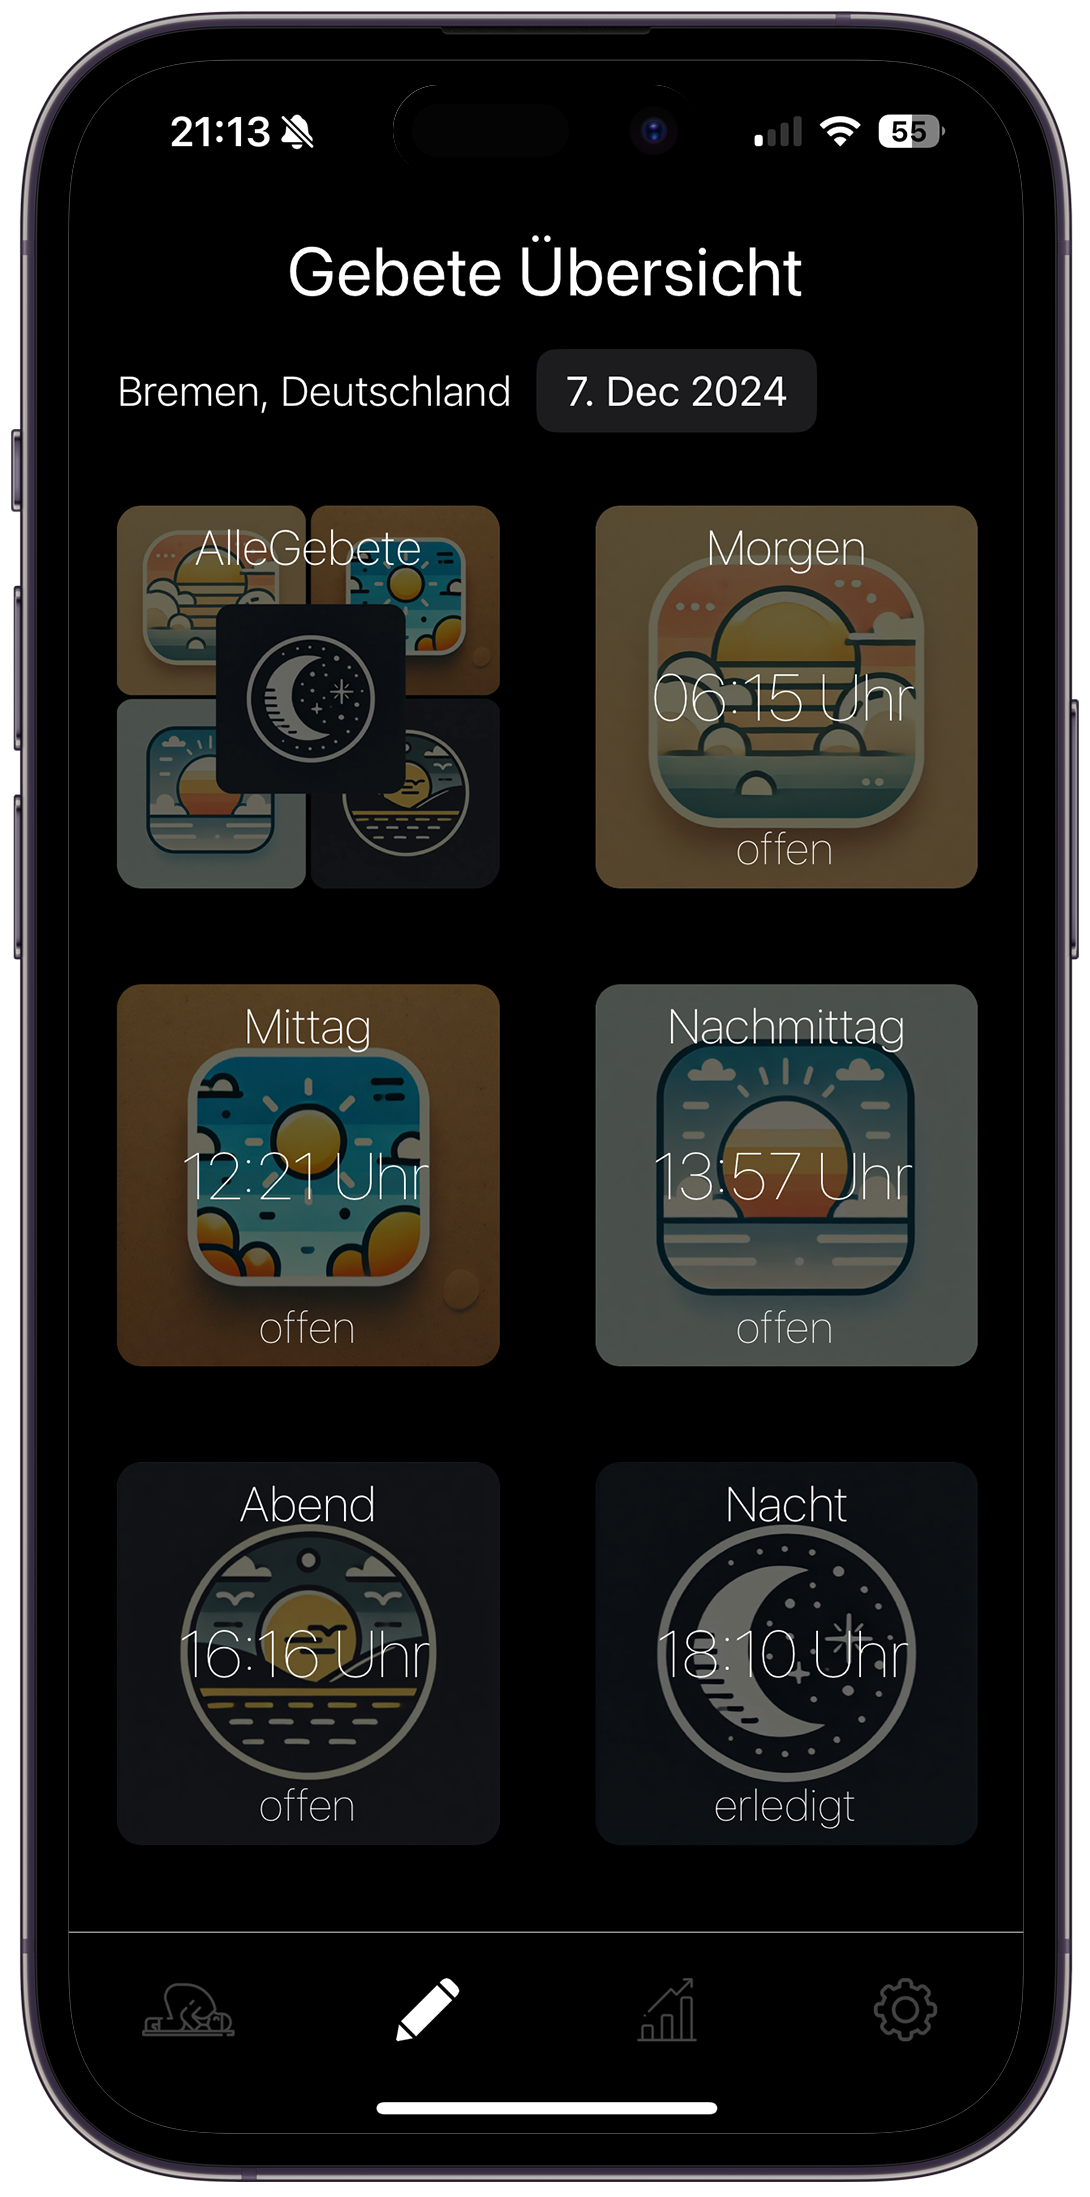 21:13
55
Gebete Übersicht
Bremen, Deutschland 7. Dec 2024
AlleGebete
Morgen
06:15 Uhr
offen
Mittag
12:21 Uhr
offen
Nachmittag
13:57 Uhr
offen
Abend
16:16 Uhr
offen
Nacht
18:10 Uhr
erledigt